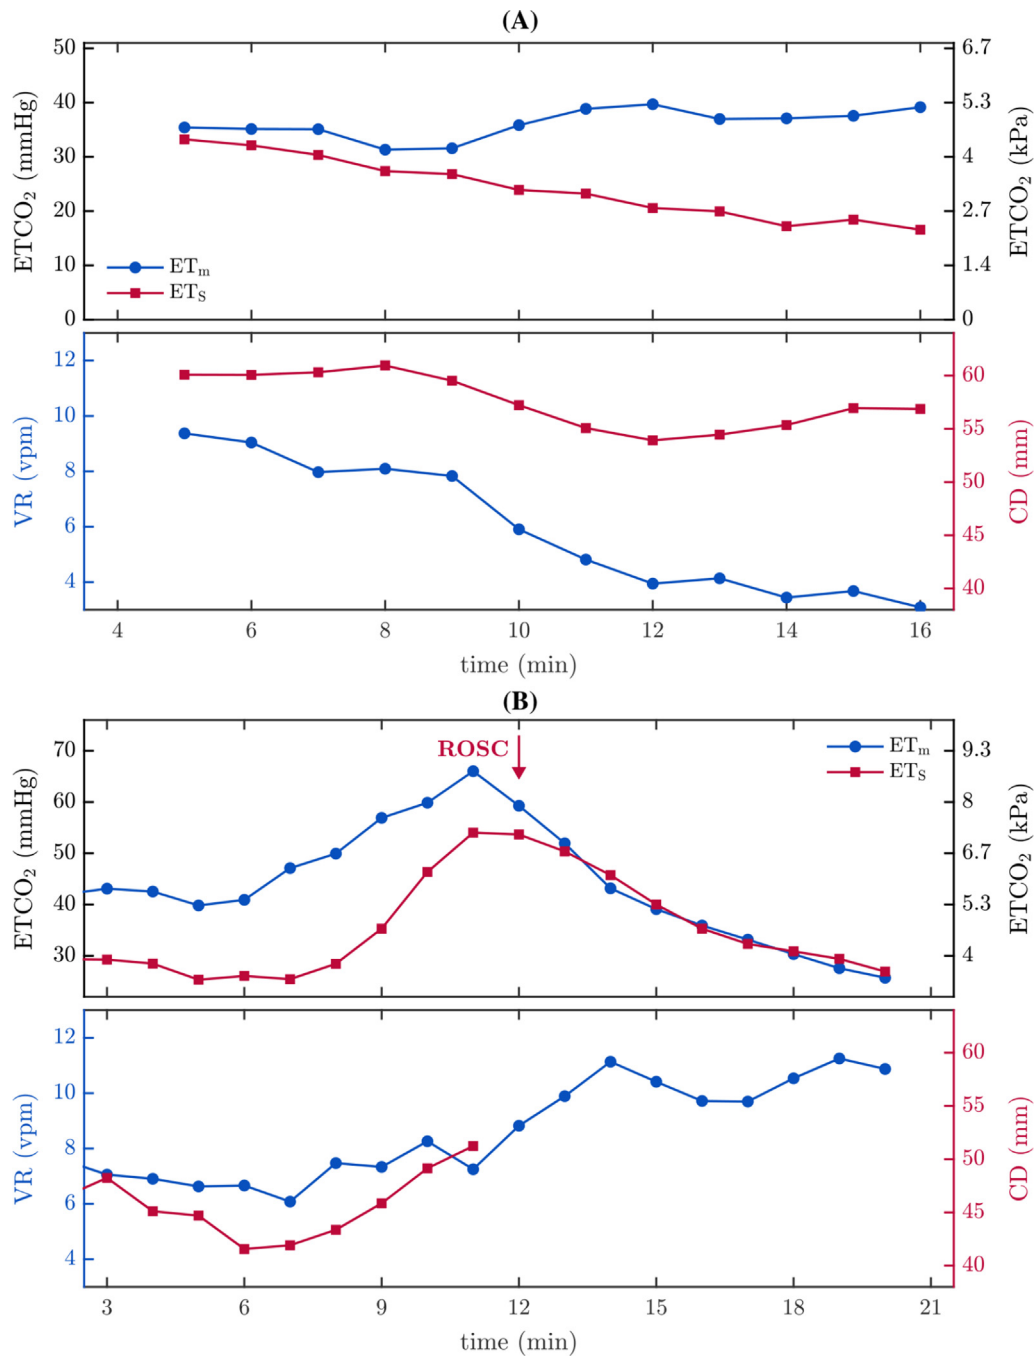 (A)
ETCO₂ (mmHg)
50
40
30
20
10
0
6.7
5.3
4
2.7
1.4
0
ETCO₂ (kPa)
ETₘ
ET_S
VR (vpm)
12
10
8
6
4
60
55
50
45
40
CD (mm)
4 6 8 10 12 14 16
time (min)
(B)
ETCO₂ (mmHg)
70
60
50
40
30
ROSC
ETₘ
ET_S
9.3
8
6.7
5.3
4
ETCO₂ (kPa)
VR (vpm)
12
10
8
6
4
60
55
50
45
40
CD (mm)
3 6 9 12 15 18 21
time (min)